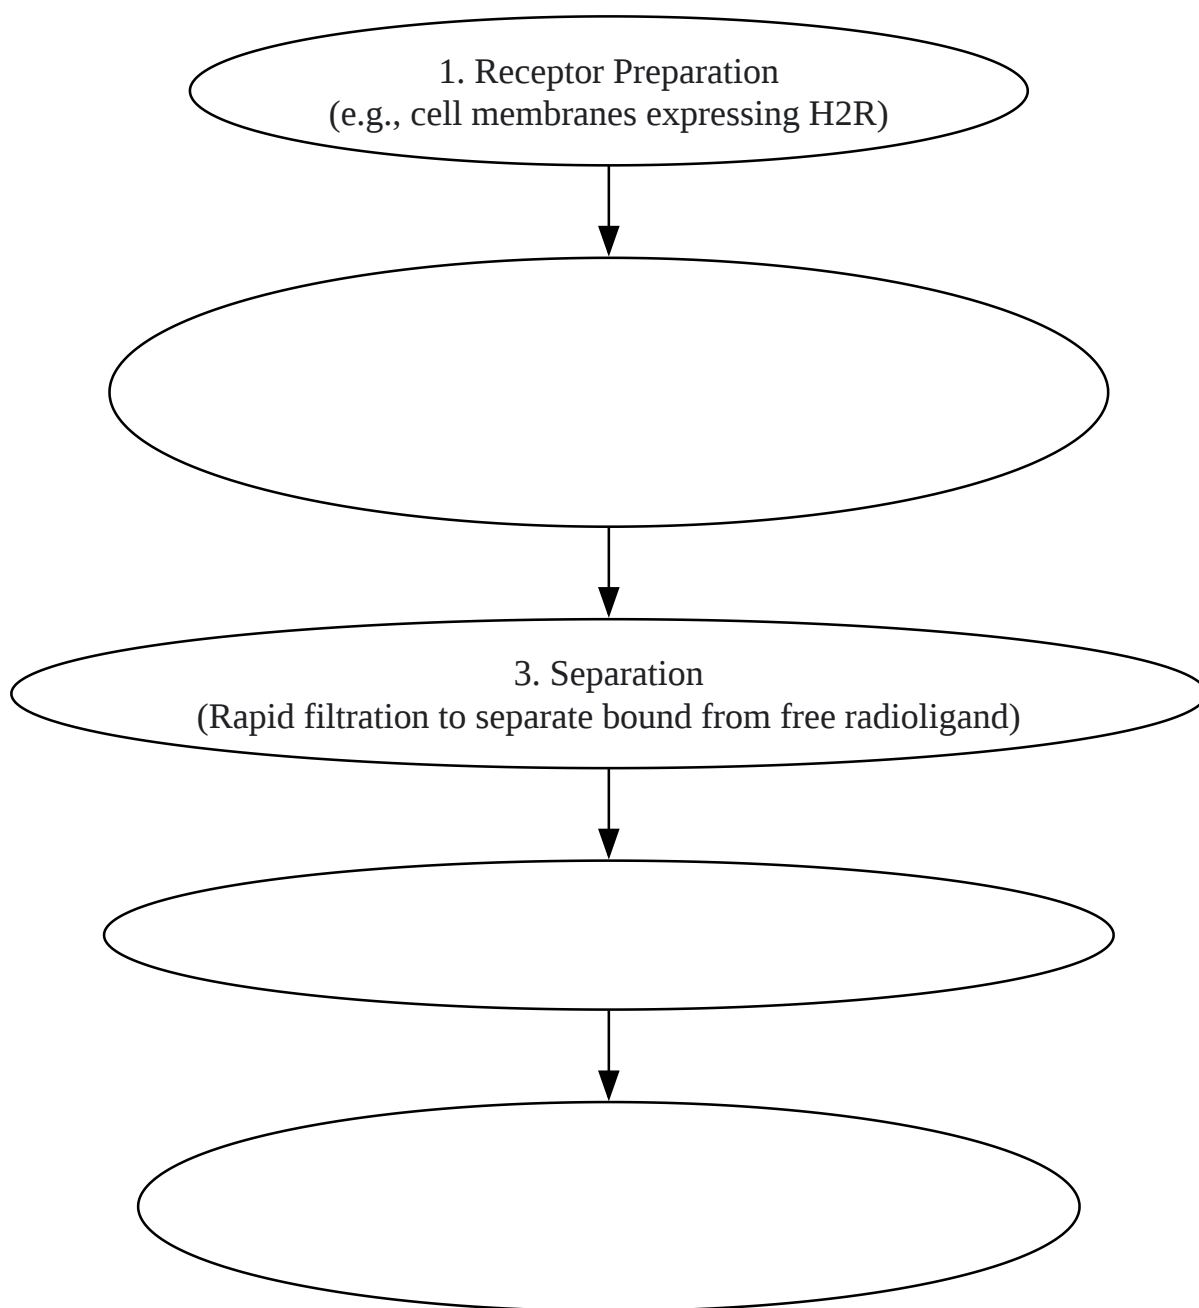 1. Receptor Preparation
(e.g., cell membranes expressing H2R)
3. Separation
(Rapid filtration to separate bound from free radioligand)